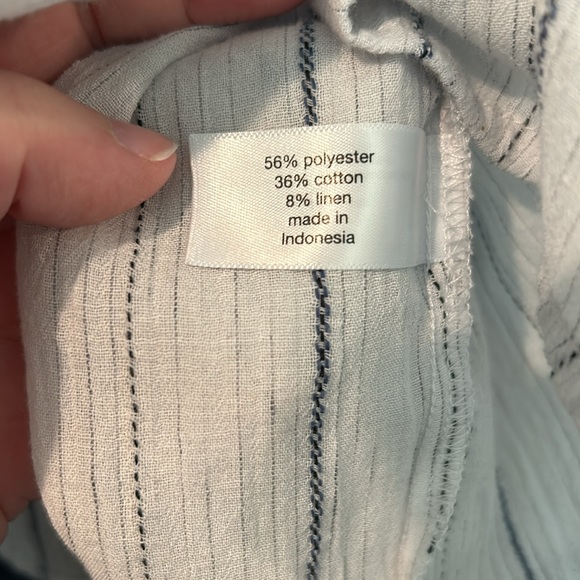 56% polyester
36% cotton
8% linen
made in
Indonesia